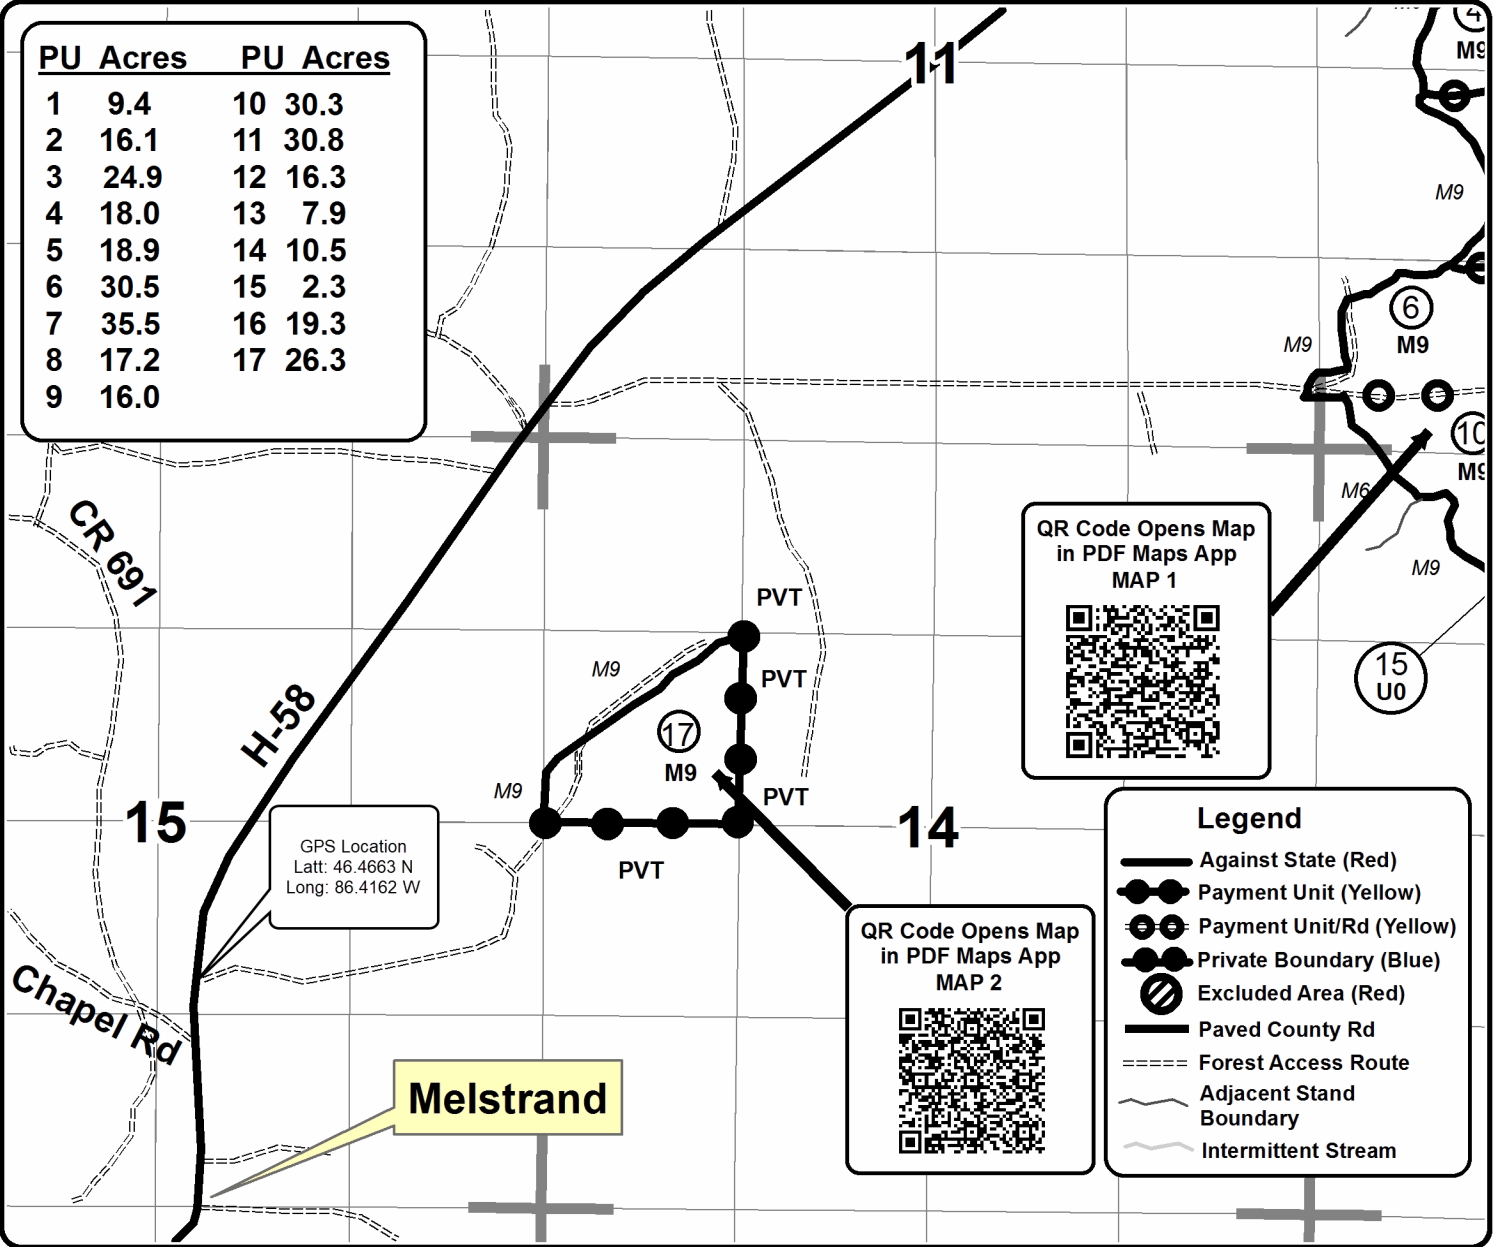 PU Acres PU Acres
1 9.4 10 30.3
2 16.1 11 30.8
3 24.9 12 16.3
4 18.0 13 7.9
5 18.9 14 10.5
6 30.5 15 2.3
7 35.5 16 19.3
8 17.2 17 26.3
9 16.0
11
4
M9
M9
6
M9
M9
10
M9
M6
M9
15
U0
CR 691
H-58
QR Code Opens Map
in PDF Maps App
MAP 1
PVT
M9
PVT
17
M9
M9
PVT
PVT
15
14
GPS Location
Latt: 46.4663 N
Long: 86.4162 W
Chapel Rd
Melstrand
QR Code Opens Map
in PDF Maps App
MAP 2
Legend
Against State (Red)
Payment Unit (Yellow)
Payment Unit/Rd (Yellow)
Private Boundary (Blue)
Excluded Area (Red)
Paved County Rd
Forest Access Route
Adjacent Stand
Boundary
Intermittent Stream